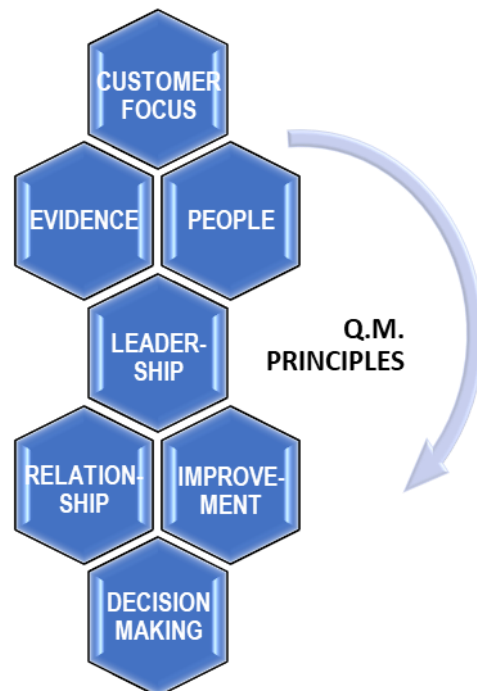 CUSTOMER
FOCUS
EVIDENCE
PEOPLE
LEADER-
SHIP
Q.M.
PRINCIPLES
RELATION-
SHIP
IMPROVE-
MENT
DECISION
MAKING